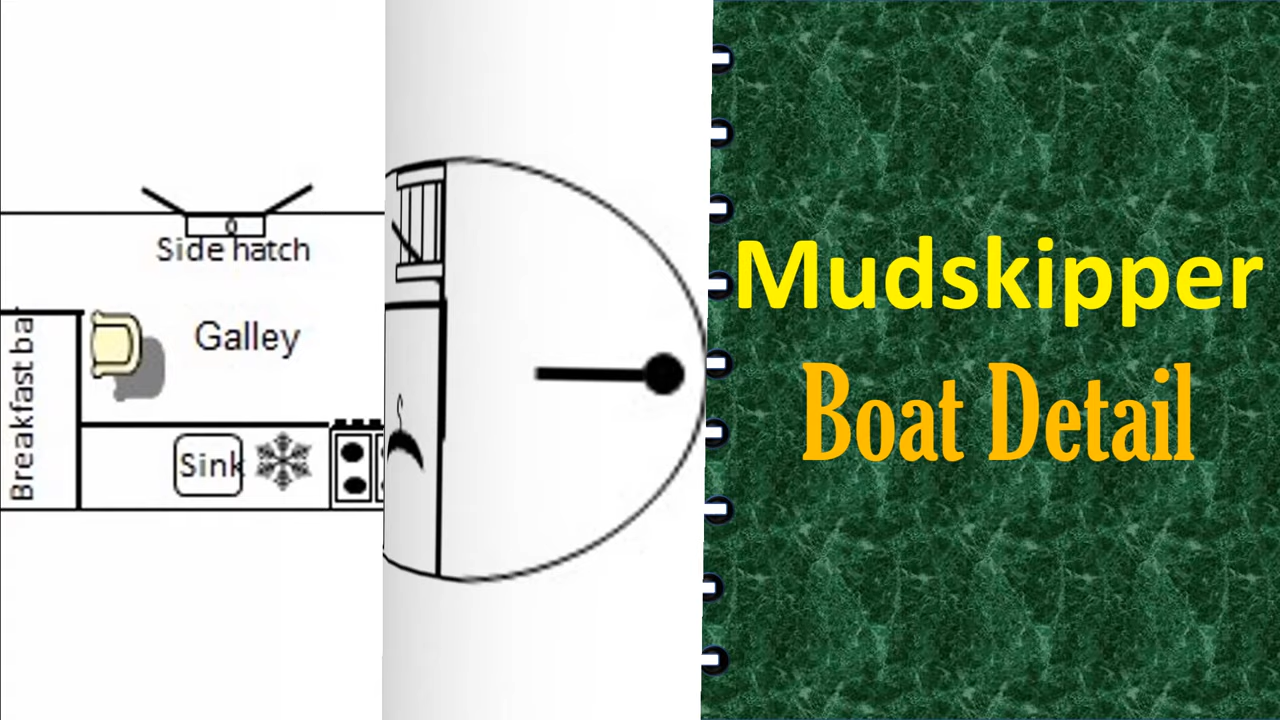 Side hatch
Galley
Breakfast ba
Sink
Mudskipper
Boat Detail